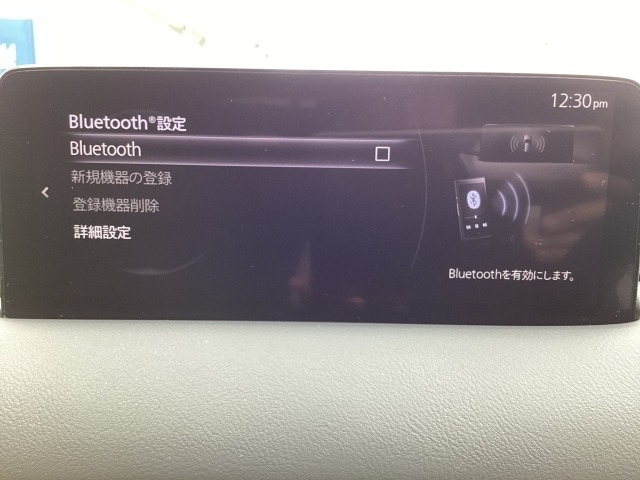 12:30pm
Bluetooth®設定
Bluetooth
新規機器の登録
登録機器削除
詳細設定
Bluetoothを有効にします。